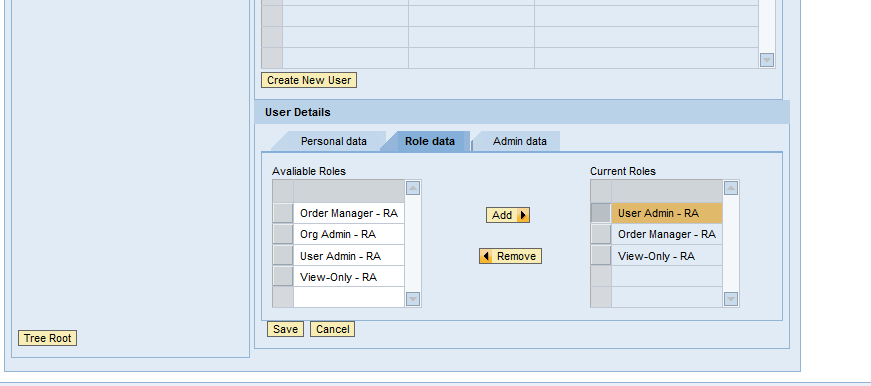 Create New User
User Details
Personal data
Role data
Admin data
Avaliable Roles
Current Roles
Order Manager - RA
Org Admin - RA
User Admin - RA
View-Only - RA
Add
Remove
User Admin - RA
Order Manager - RA
View-Only - RA
Save
Cancel
Tree Root